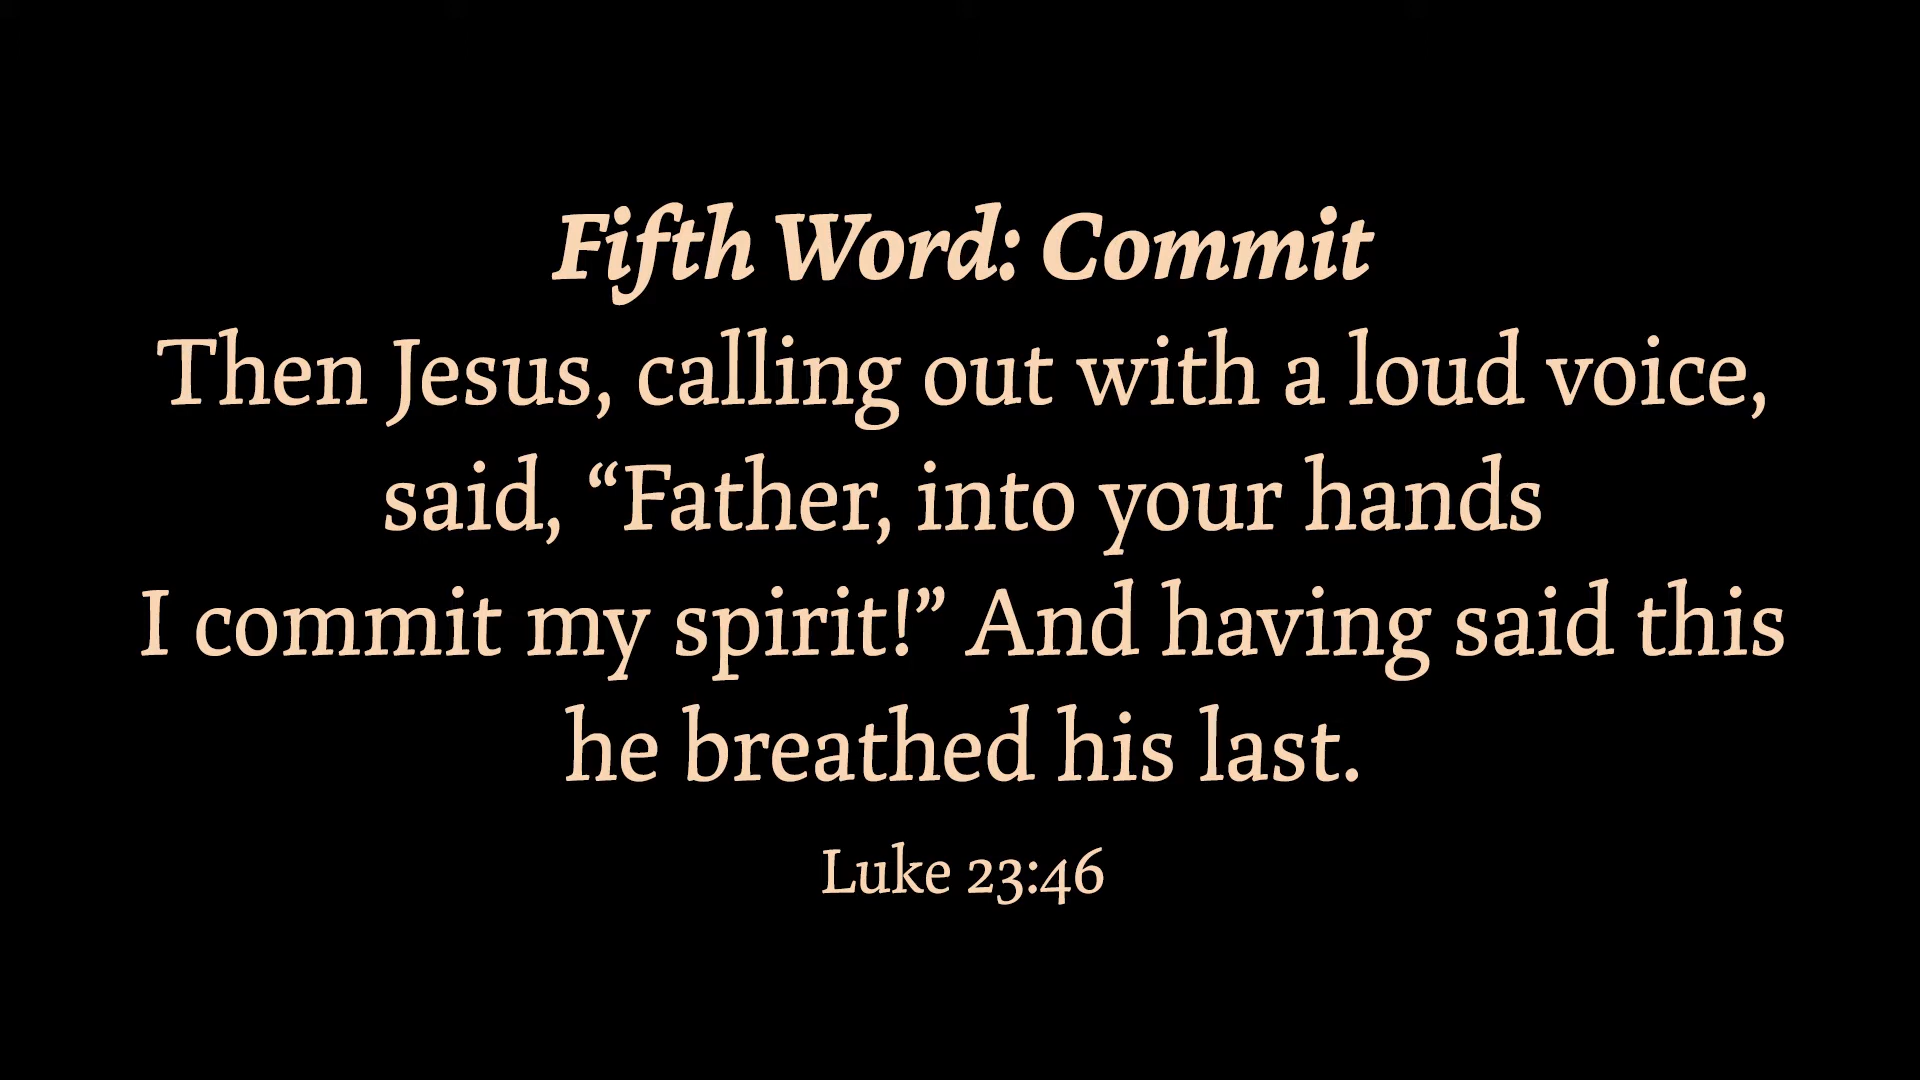 Fifth Word: Commit
Then Jesus, calling out with a loud voice,
said, “Father, into your hands
I commit my spirit!” And having said this
he breathed his last.
Luke 23:46